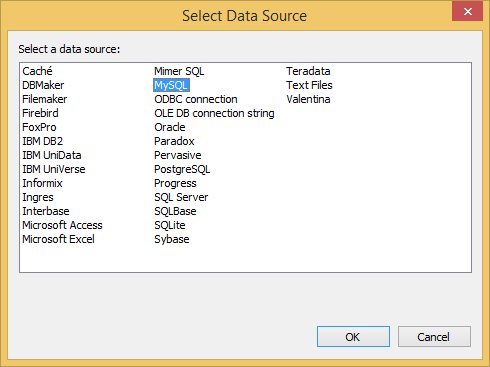 Select Data Source
Select a data source:
Caché
DBMaker
Filemaker
Firebird
FoxPro
IBM DB2
IBM UniData
IBM UniVerse
Informix
Ingres
Interbase
Microsoft Access
Microsoft Excel
Mimer SQL
MySQL
ODBC connection
OLE DB connection string
Oracle
Paradox
Pervasive
PostgreSQL
Progress
SQL Server
SQLBase
SQLite
Sybase
Teradata
Text Files
Valentina
OK
Cancel